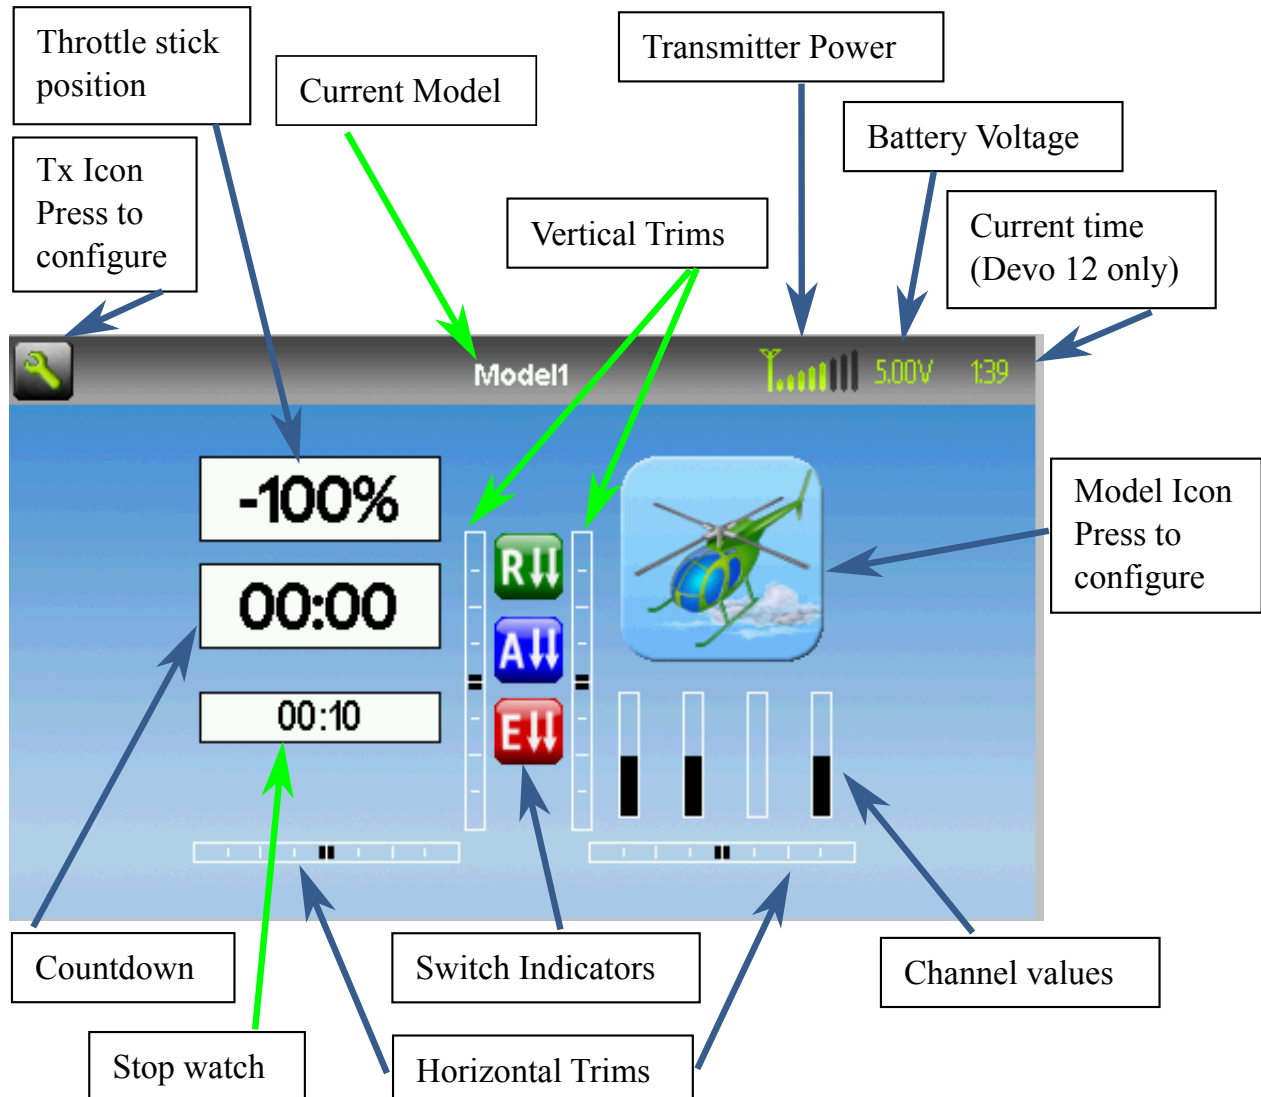 Throttle stick
position
Current Model
Transmitter Power
Battery Voltage
Tx Icon
Press to
configure
Vertical Trims
Current time
(Devo 12 only)
Model1
5.00V
1:39
-100%
00:00
00:10
R
A
E
Model Icon
Press to
configure
Countdown
Switch Indicators
Channel values
Stop watch
Horizontal Trims